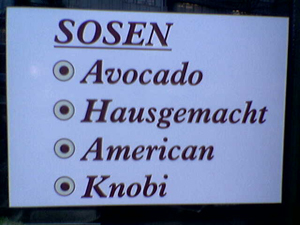 SOSEN
Avocado
Hausgemacht
American
Knobi